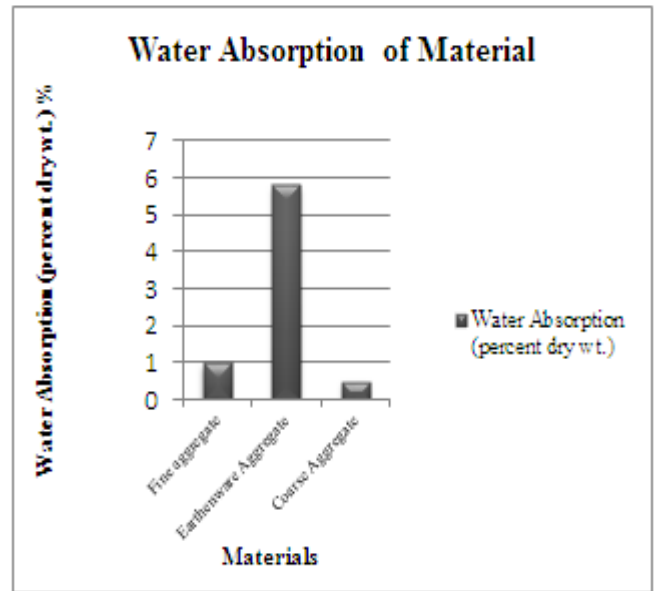 Water Absorption of Material
Water Absorption (percent dry wt.) %
7
6
5
4
3
2
1
0
Fine aggregate
Earthenware Aggregate
Coarse Aggregate
Materials
Water Absorption
(percent dry wt.)